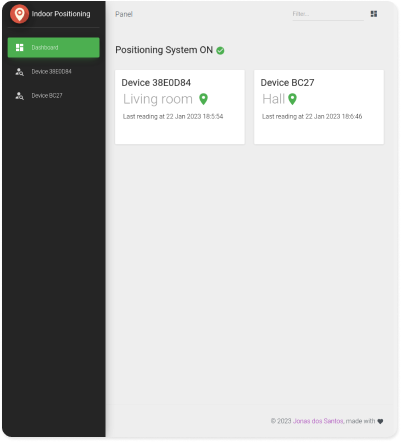 Indoor Positioning
Dashboard
Device 38E0D84
Device BC27
Panel
Filter...
Positioning System ON
Device 38E0D84
Living room
Last reading at 22 Jan 2023 18:5:54
Device BC27
Hall
Last reading at 22 Jan 2023 18:6:46
© 2023 Jonas dos Santos, made with